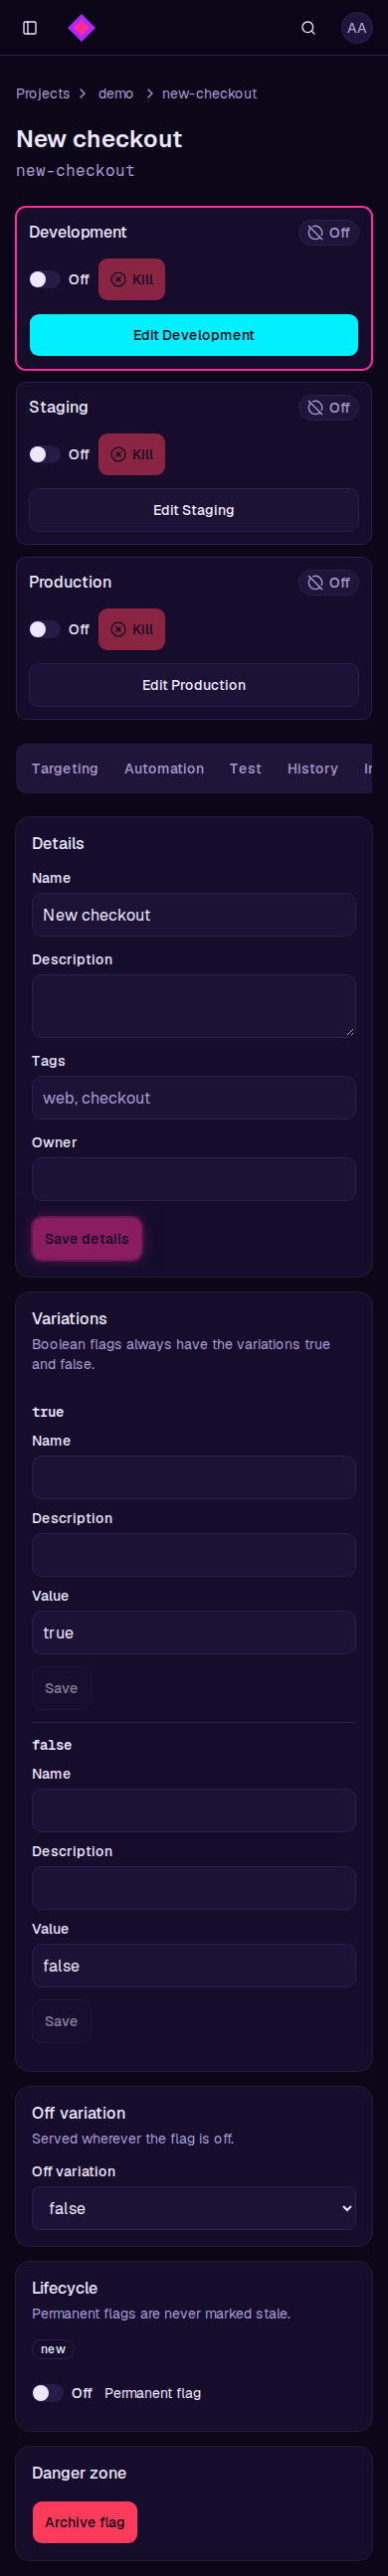 AA
Projects > demo > new-checkout
New checkout
new-checkout
Development Off
Off Kill
Edit Development
Staging Off
Off Kill
Edit Staging
Production Off
Off Kill
Edit Production
Targeting Automation Test History
Details
Name
New checkout
Description
Tags
web, checkout
Owner
Save details
Variations
Boolean flags always have the variations true
and false.
true
Name
Description
Value
true
Save
false
Name
Description
Value
false
Save
Off variation
Served wherever the flag is off.
Off variation
false
Lifecycle
Permanent flags are never marked stale.
new
Off Permanent flag
Danger zone
Archive flag